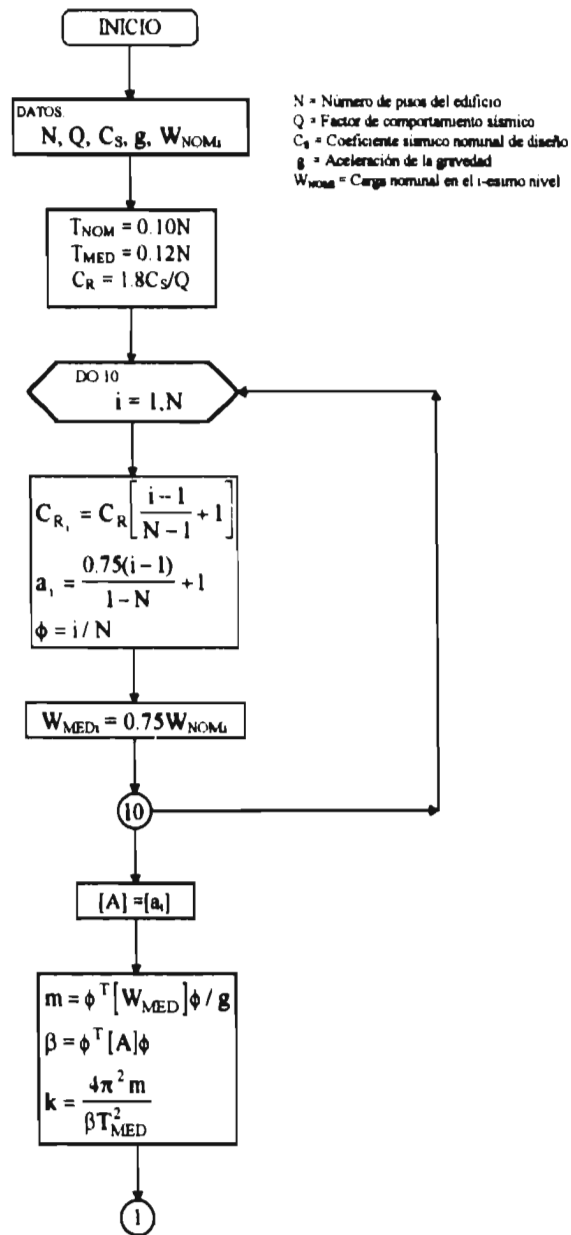 INICIO
DATOS.
N, Q, C_S, g, W_NOMi
N = Número de pisos del edificio
Q = Factor de comportamiento sísmico
C_S = Coeficiente sísmico nominal de diseño
g = Aceleración de la gravedad
W_NOMi = Carga nominal en el i-esimo nivel
T_NOM = 0.10N
T_MED = 0.12N
C_R = 1.8C_S/Q
DO 10
i = 1,N
C_{R_i} = C_R [ (i-1)/(N-1) + 1 ]
a_i = 0.75(i-1)/(1-N) + 1
ϕ = i / N
W_MEDi = 0.75W_NOMi
10
[A] = [a_i]
m = ϕ^T [W_MED] ϕ / g
β = ϕ^T [A] ϕ
k = 4π²m / βT²_MED
1